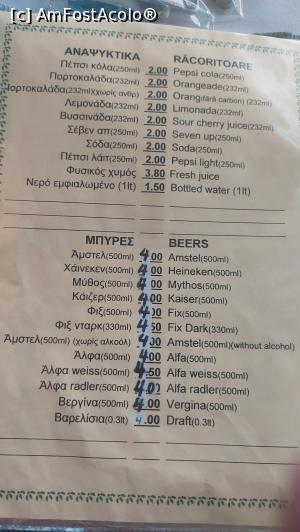 [c] AmFostAcolo®
ΑΝΑΨΥΚΤΙΚΑ RĂCORITOARE
Πέπσι κόλα(250ml) 2.00 Pepsi cola(250ml)
Πορτοκαλάδα(232ml) 2.00 Orangeade(232ml)
Πορτοκαλάδα(232ml)(χωρίς ανθρ) 2.00 Orang(fără carbon) (232ml)
Λεμονάδα(232ml) 2.00 Limonada(232ml)
Βυσσινάδα(232ml) 2.00 Sour cherry juice(232ml)
Σέβεν απ(250ml) 2.00 Seven up(250ml)
Σόδα(250ml) 2.00 Soda(250ml)
Πέπσι λάιτ(250ml) 2.00 Pepsi light(250ml)
Φυσικός χυμός 3.80 Fresh juice
Νερό εμφιαλωμένο (1lt) 1.50 Bottled water (1lt)
ΜΠΥΡΕΣ BEERS
Άμστελ(500ml) 4.00 Amstel(500ml)
Χάινεκεν(500ml) 4.00 Heineken(500ml)
Μύθος(500ml) 4.00 Mythos(500ml)
Κάιζερ(500ml) 4.00 Kaiser(500ml)
Φιξ(500ml) 4.00 Fix(500ml)
Φιξ νταρκ(330ml) 4.50 Fix Dark(330ml)
Άμστελ(500ml) (χωρίς αλκοόλ) 4.00 Amstel(500ml)(without alcohol)
Άλφα(500ml) 4.00 Alfa(500ml)
Άλφα weiss(500ml) 4.50 Alfa weiss(500ml)
Άλφα radler(500ml) 4.00 Alfa radler(500ml)
Βεργίνα(500ml) 4.00 Vergina(500ml)
Βαρελίσια(0.3lt) 4.00 Draft(0.3lt)